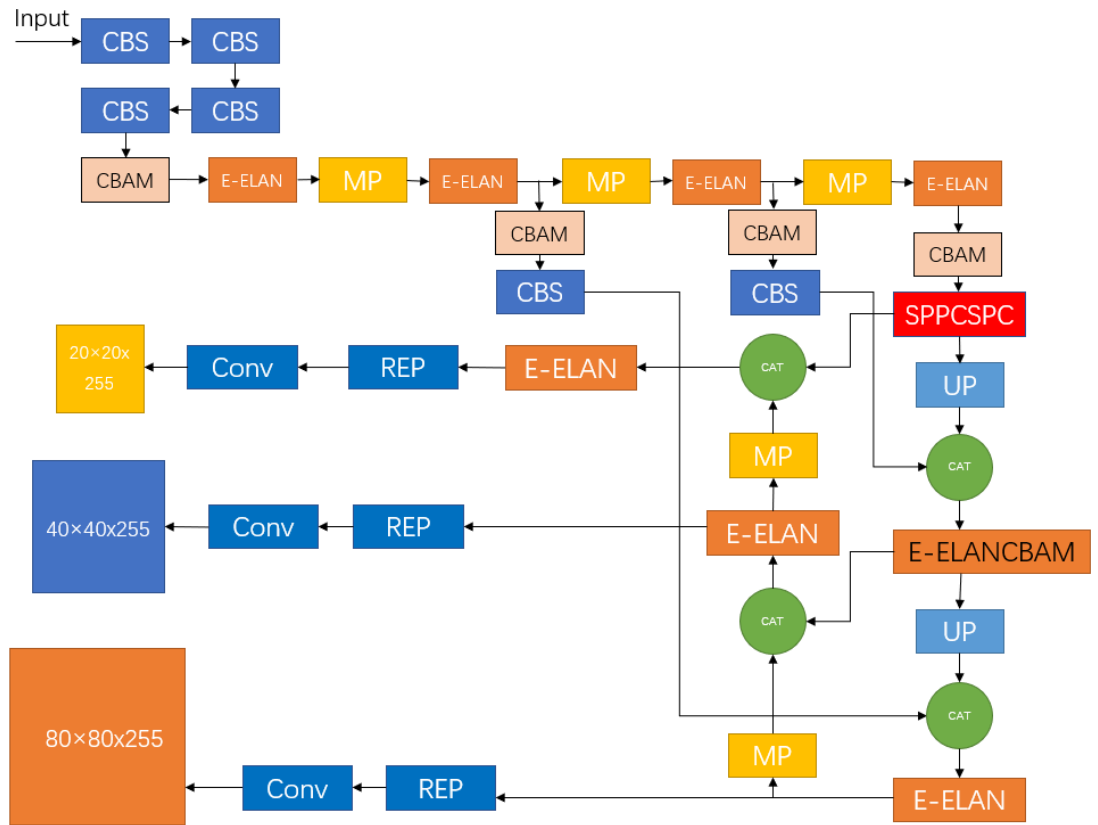 Input
CBS
CBS
CBS
CBS
CBAM
E-ELAN
MP
E-ELAN
MP
E-ELAN
MP
E-ELAN
CBAM
CBAM
CBAM
CBS
CBS
SPPCSPC
20×20x
255
Conv
REP
E-ELAN
CAT
UP
MP
CAT
40×40x255
Conv
REP
E-ELAN
E-ELANCBAM
CAT
UP
CAT
80×80x255
MP
Conv
REP
E-ELAN